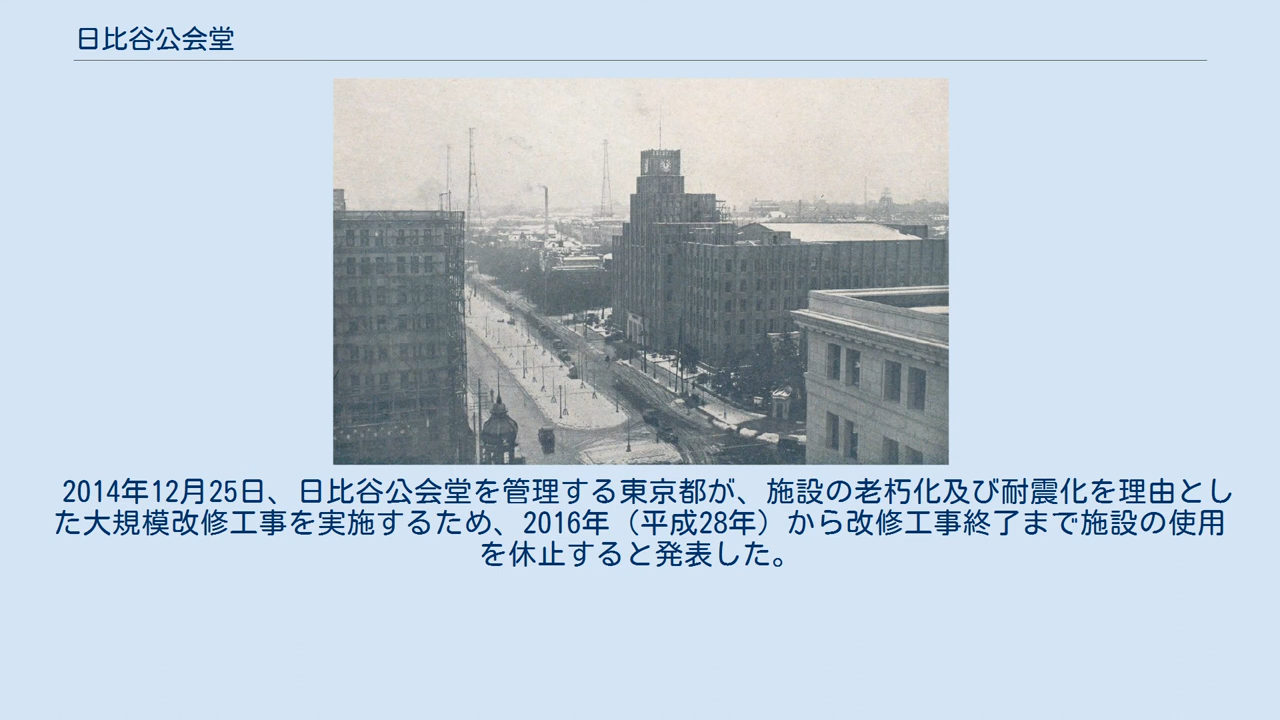 日比谷公会堂
2014年12月25日、日比谷公会堂を管理する東京都が、施設の老朽化及び耐震化を理由とし
た大規模改修工事を実施するため、2016年（平成28年）から改修工事終了まで施設の使用
を休止すると発表した。